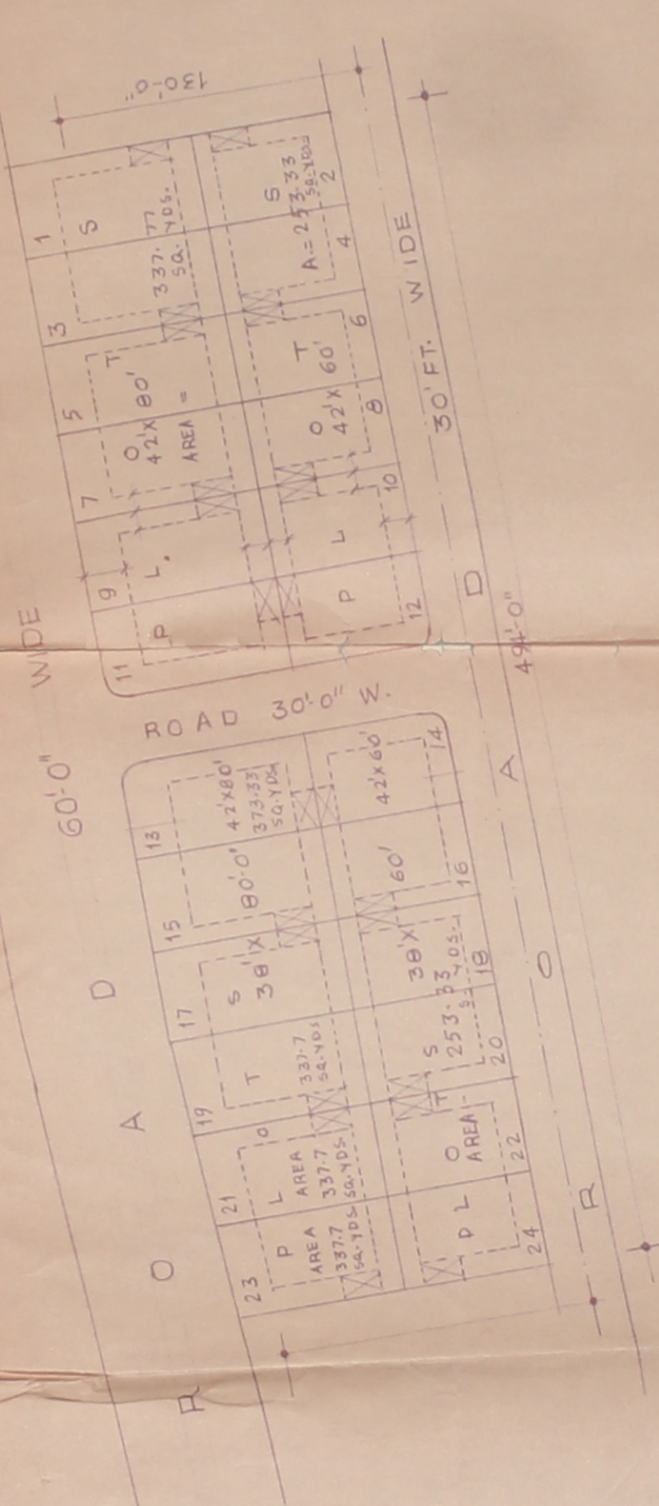 130'-0"
1
S
337.77
SQ. YDS.
3
5
T
42'X 80'
O
AREA =
7
9
L
11
P
S
A = 253.33
SQ. YDS.
2
4
T
6
O
42'X 60'
8
L
10
P
12
30' FT. WIDE
ROAD
494'-0"
60'-0" WIDE
ROAD
ROAD 30'-0" W.
13
42'X80'
373.33
SQ.YDS
15
17
S
38'X 80'-0"
19
T
337.7
SQ.YDS
21
O
L
AREA
337.7
SQ.YDS.
23
P
AREA
337.7
SQ.YDS.
42'X60'
14
16
38'X 60'
18
S
253.33
YDS.
20
T
O
AREA
22
P L
24